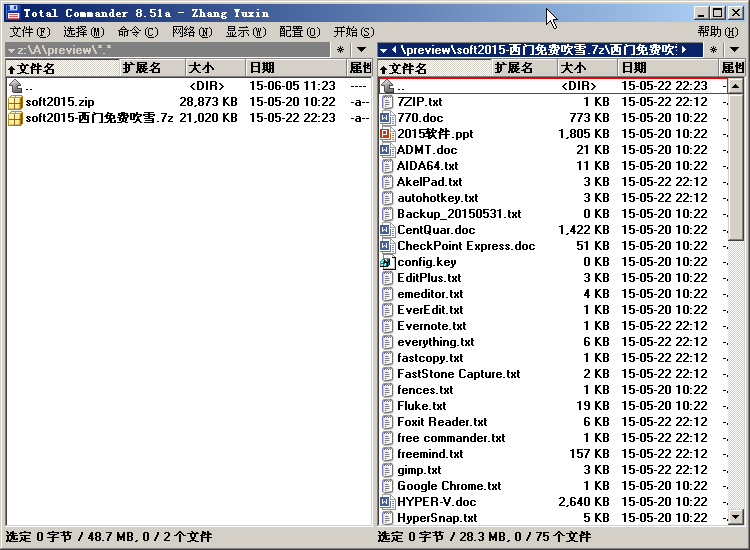 Total Commander 8.51a - Zhang Yuxin
文件(F) 选择(M) 命令(C) 网络(N) 显示(W) 配置(O) 开始(S) 帮助(H)
z:\A\preview\*.* * \preview\soft2015-西门免费吹雪.7z\西门免费吹雪 *
文件名 扩展名 大小 日期 属性 文件名 扩展名 大小 日期 属
.. <DIR> 15-06-05 11:23 ----
soft2015.zip 28,873 KB 15-05-20 10:22 -a--
soft2015-西门免费吹雪.7z 21,020 KB 15-05-22 22:23 -a--
.. <DIR> 15-05-22 22:23 -
7ZIP.txt 1 KB 15-05-22 22:12 -
770.doc 773 KB 15-05-20 10:22 -
2015软件.ppt 1,805 KB 15-05-20 10:22 -
ADMT.doc 21 KB 15-05-20 10:22 -
AIDA64.txt 11 KB 15-05-20 10:22 -
AkelPad.txt 3 KB 15-05-22 22:12 -
autohotkey.txt 3 KB 15-05-22 22:12 -
Backup_20150531.txt 0 KB 15-05-20 10:22 -
CentQuar.doc 1,422 KB 15-05-20 10:22 -
CheckPoint Express.doc 51 KB 15-05-20 10:22 -
config.key 0 KB 15-05-20 10:22 -
EditPlus.txt 3 KB 15-05-22 22:12 -
emeditor.txt 4 KB 15-05-20 10:22 -
EverEdit.txt 1 KB 15-05-20 10:22 -
Evernote.txt 1 KB 15-05-22 22:12 -
everything.txt 6 KB 15-05-22 22:12 -
fastcopy.txt 1 KB 15-05-22 22:12 -
FastStone Capture.txt 2 KB 15-05-22 22:12 -
fences.txt 1 KB 15-05-20 10:22 -
Fluke.txt 19 KB 15-05-20 10:22 -
Foxit Reader.txt 6 KB 15-05-22 22:12 -
free commander.txt 1 KB 15-05-22 22:12 -
freemind.txt 157 KB 15-05-22 22:12 -
gimp.txt 3 KB 15-05-22 22:12 -
Google Chrome.txt 1 KB 15-05-20 10:22 -
HYPER-V.doc 2,640 KB 15-05-20 10:22 -
HyperSnap.txt 5 KB 15-05-20 10:22 -
选定 0 字节 / 48.7 MB, 0 / 2 个文件 选定 0 字节 / 28.3 MB, 0 / 75 个文件